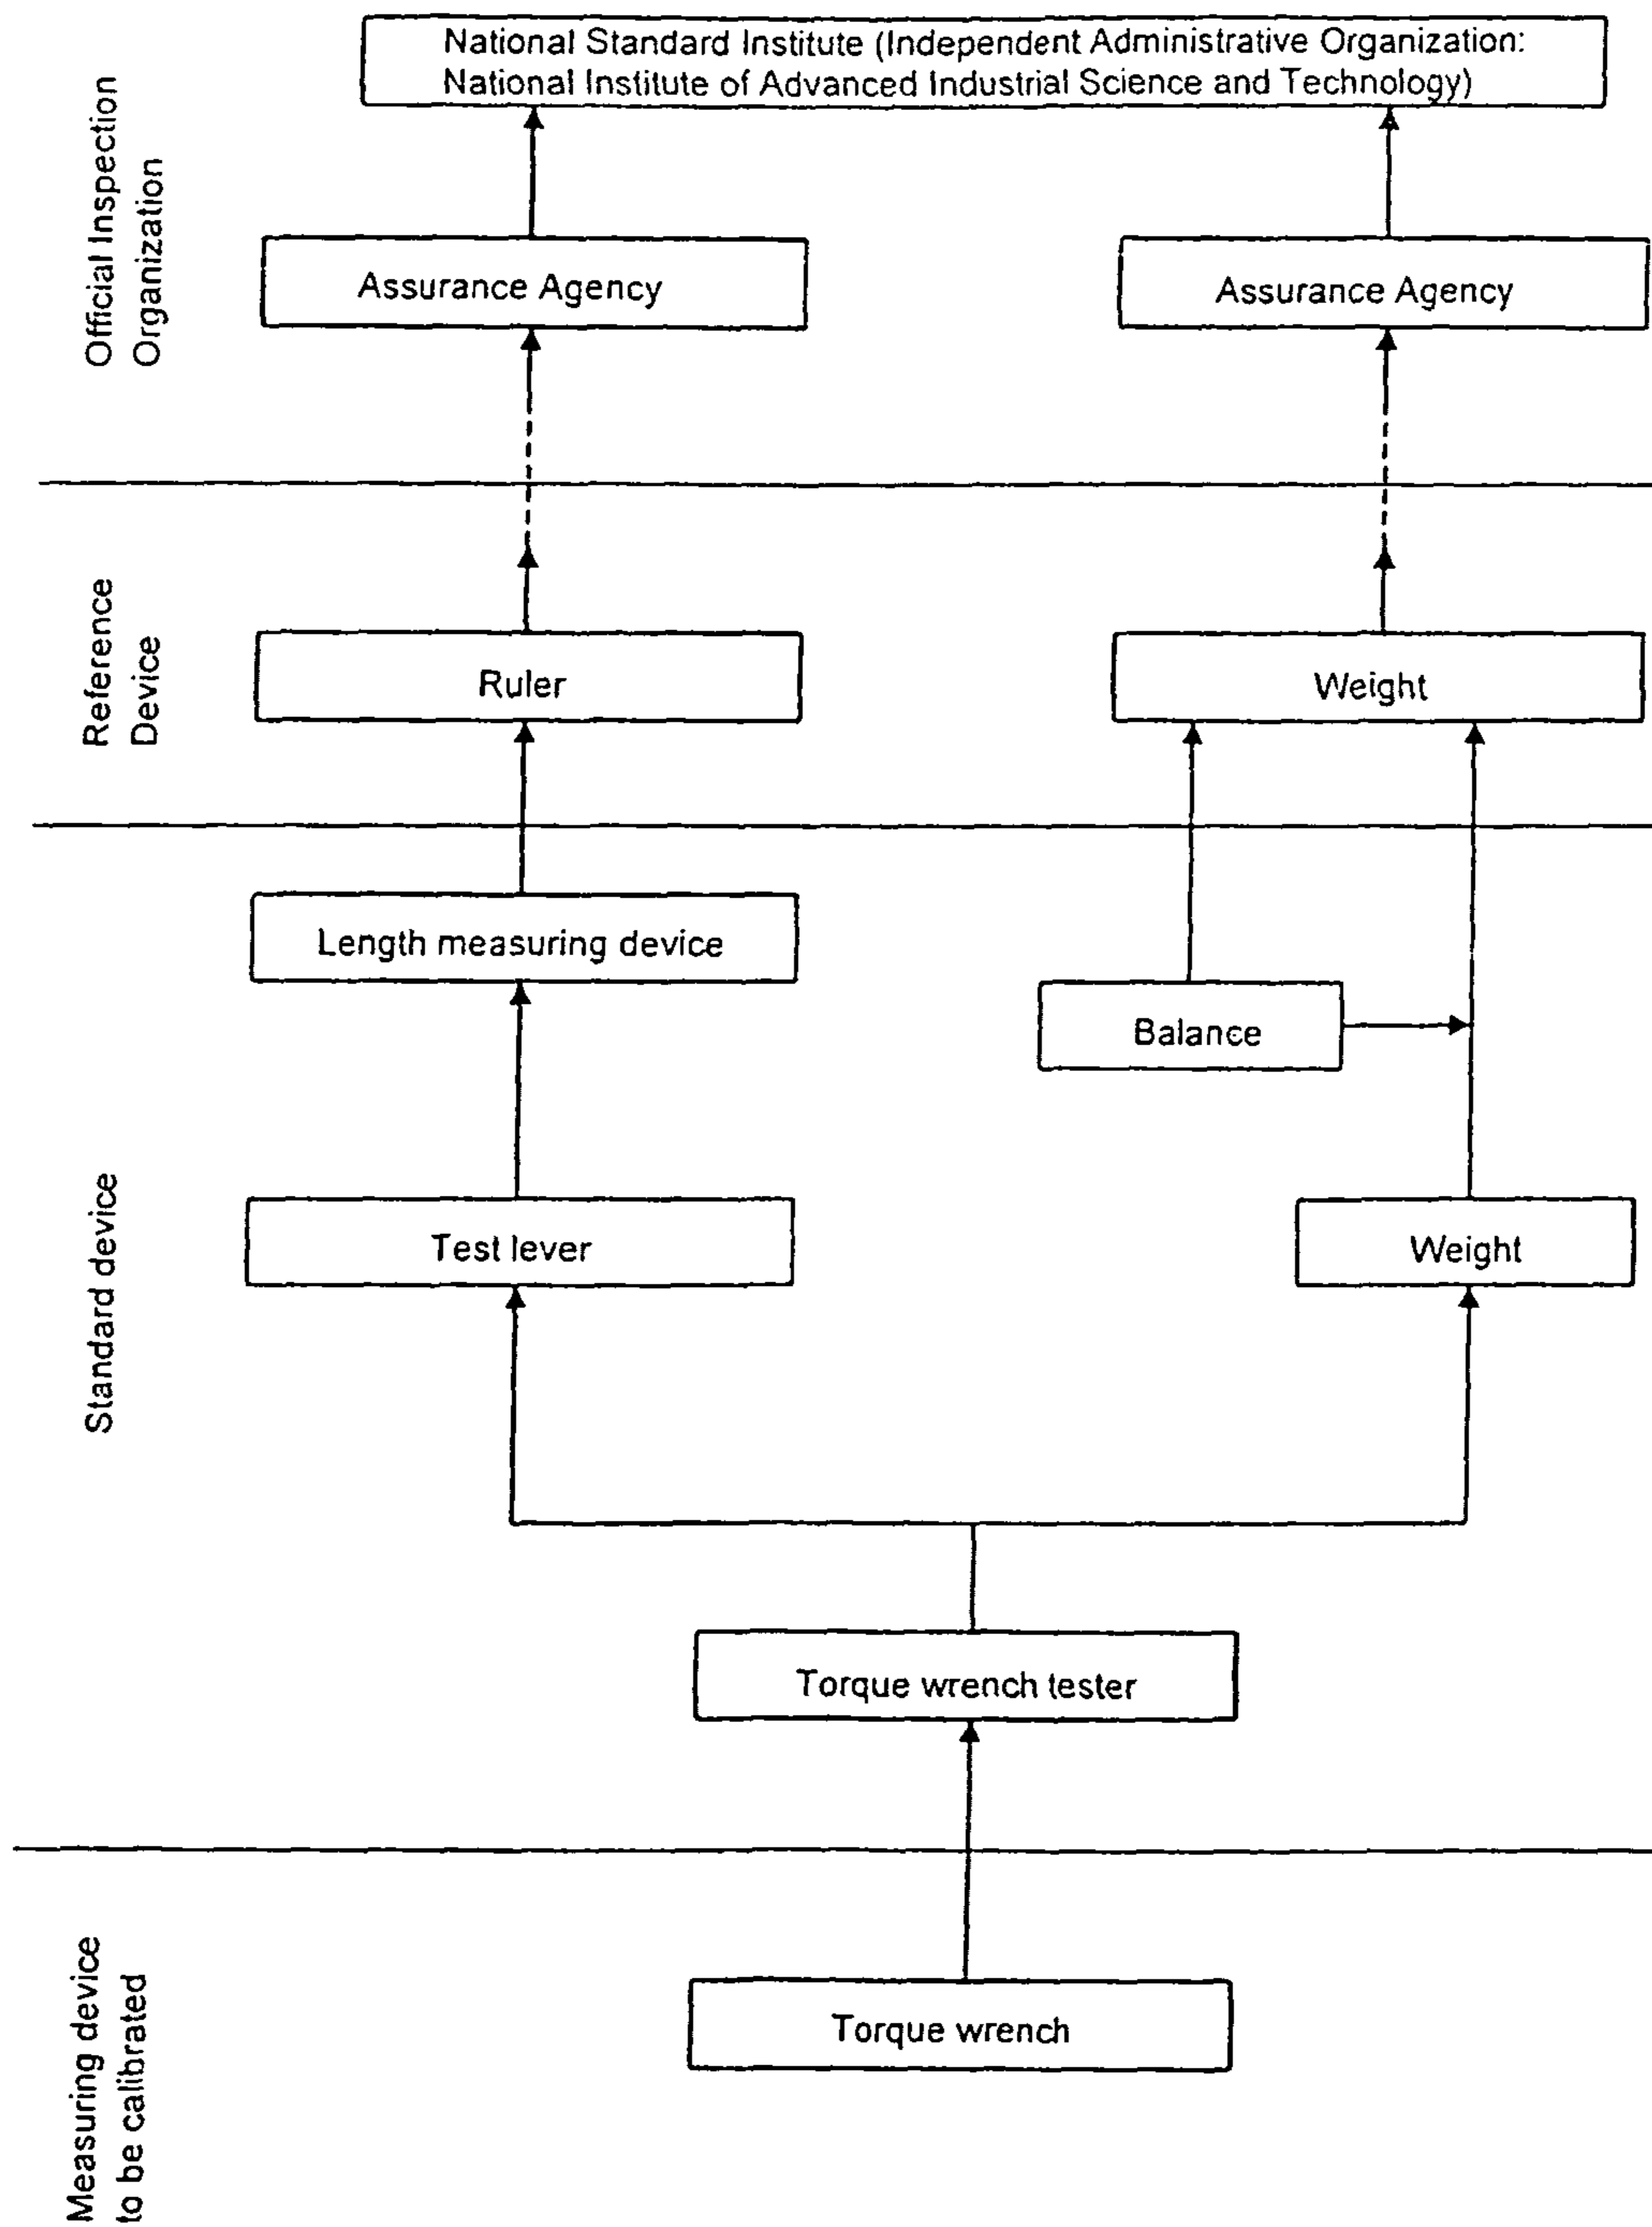 National Standard Institute (Independent Administrative Organization:
National Institute of Advanced Industrial Science and Technology)
Official Inspection
Organization
Assurance Agency
Assurance Agency
Reference
Device
Ruler
Weight
Length measuring device
Balance
Standard device
Test lever
Weight
Torque wrench tester
Measuring device
to be calibrated
Torque wrench